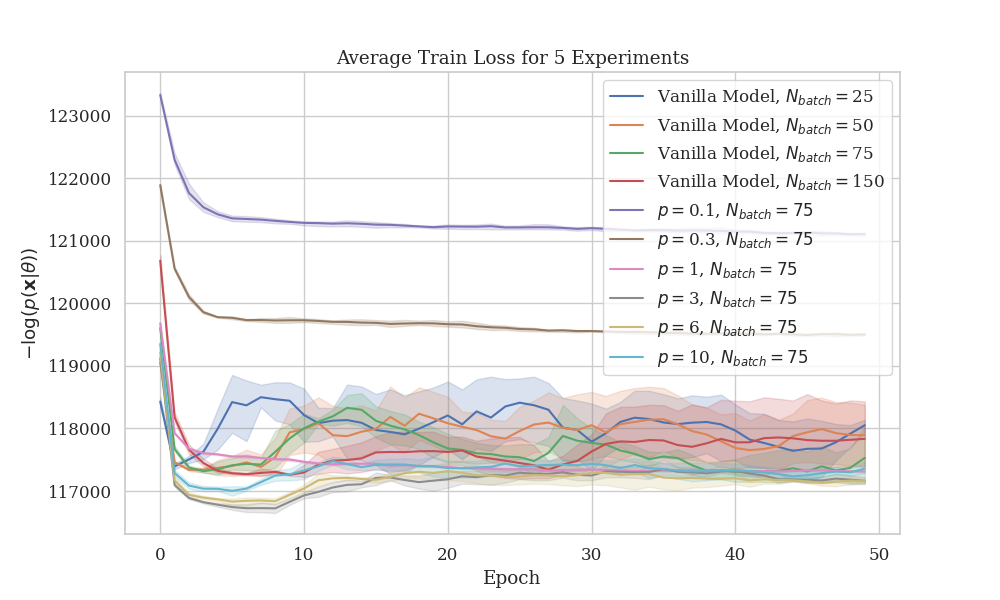 Average Train Loss for 5 Experiments
−log(p(𝐱|θ))
123000
122000
121000
120000
119000
118000
117000
0 10 20 30 40 50
Epoch
Vanilla Model, N_batch = 25
Vanilla Model, N_batch = 50
Vanilla Model, N_batch = 75
Vanilla Model, N_batch = 150
p = 0.1, N_batch = 75
p = 0.3, N_batch = 75
p = 1, N_batch = 75
p = 3, N_batch = 75
p = 6, N_batch = 75
p = 10, N_batch = 75